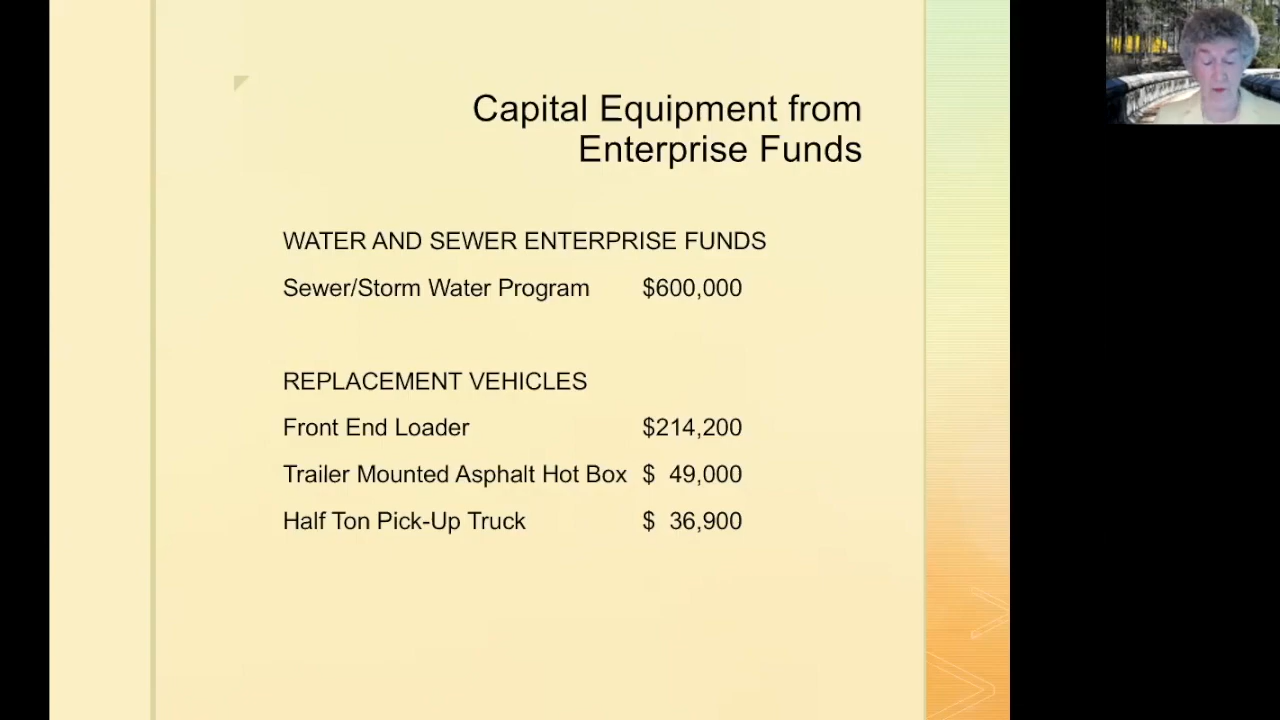 Capital Equipment from
Enterprise Funds
WATER AND SEWER ENTERPRISE FUNDS
Sewer/Storm Water Program $600,000
REPLACEMENT VEHICLES
Front End Loader $214,200
Trailer Mounted Asphalt Hot Box $ 49,000
Half Ton Pick-Up Truck $ 36,900